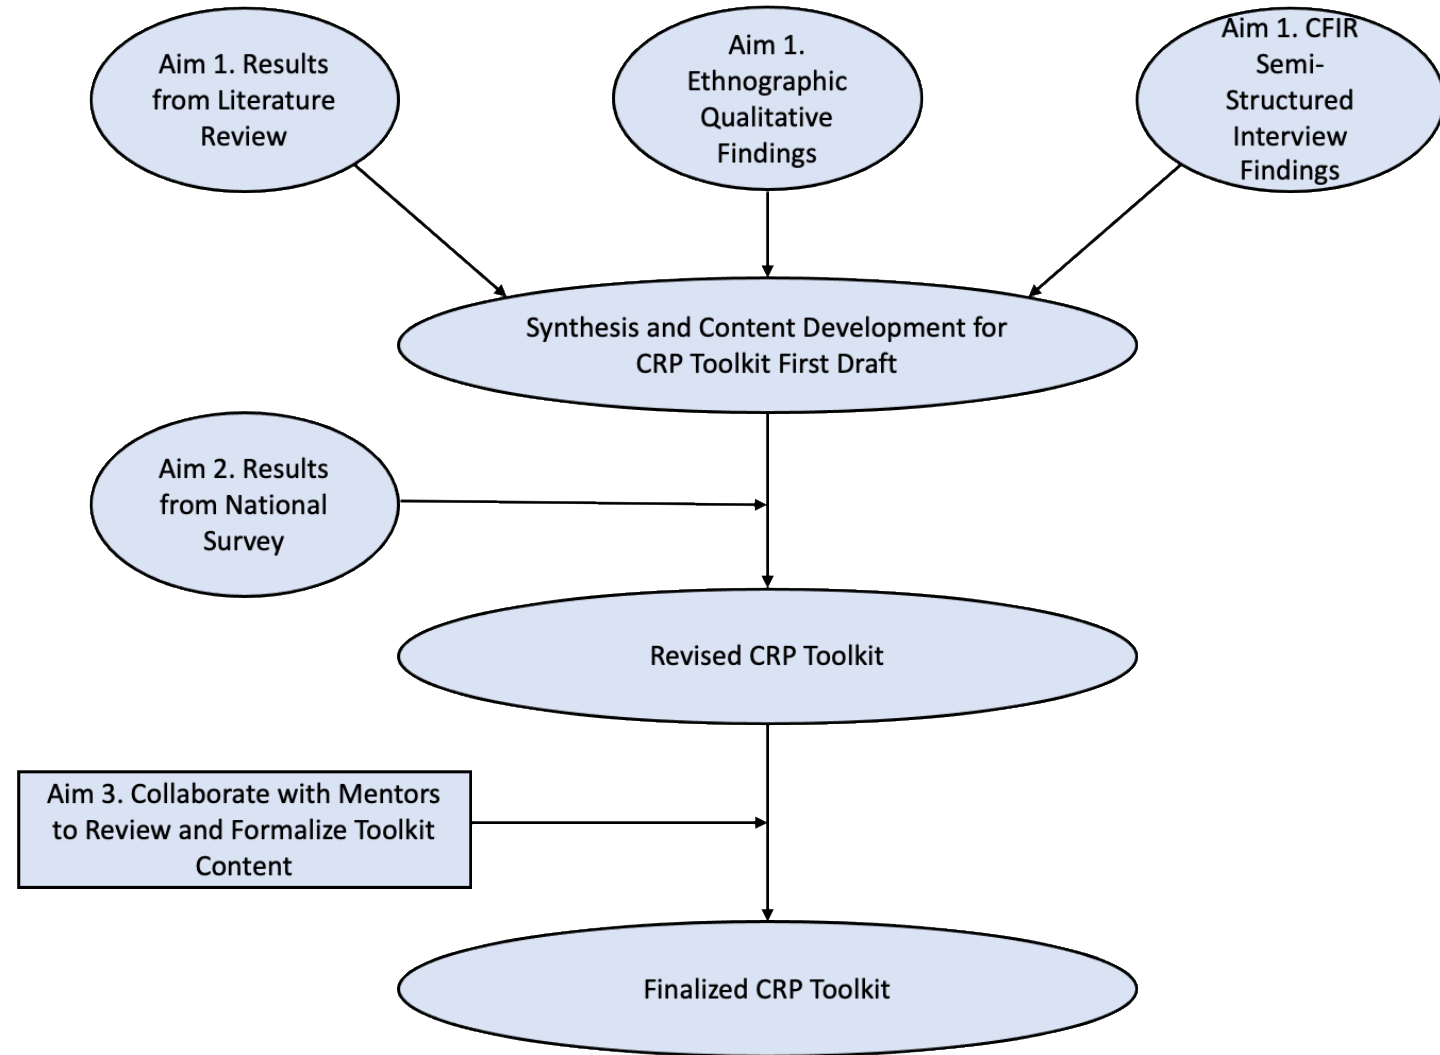 Aim 1. Results
from Literature
Review
Aim 1.
Ethnographic
Qualitative
Findings
Aim 1. CFIR
Semi-
Structured
Interview
Findings
Synthesis and Content Development for
CRP Toolkit First Draft
Aim 2. Results
from National
Survey
Revised CRP Toolkit
Aim 3. Collaborate with Mentors
to Review and Formalize Toolkit
Content
Finalized CRP Toolkit